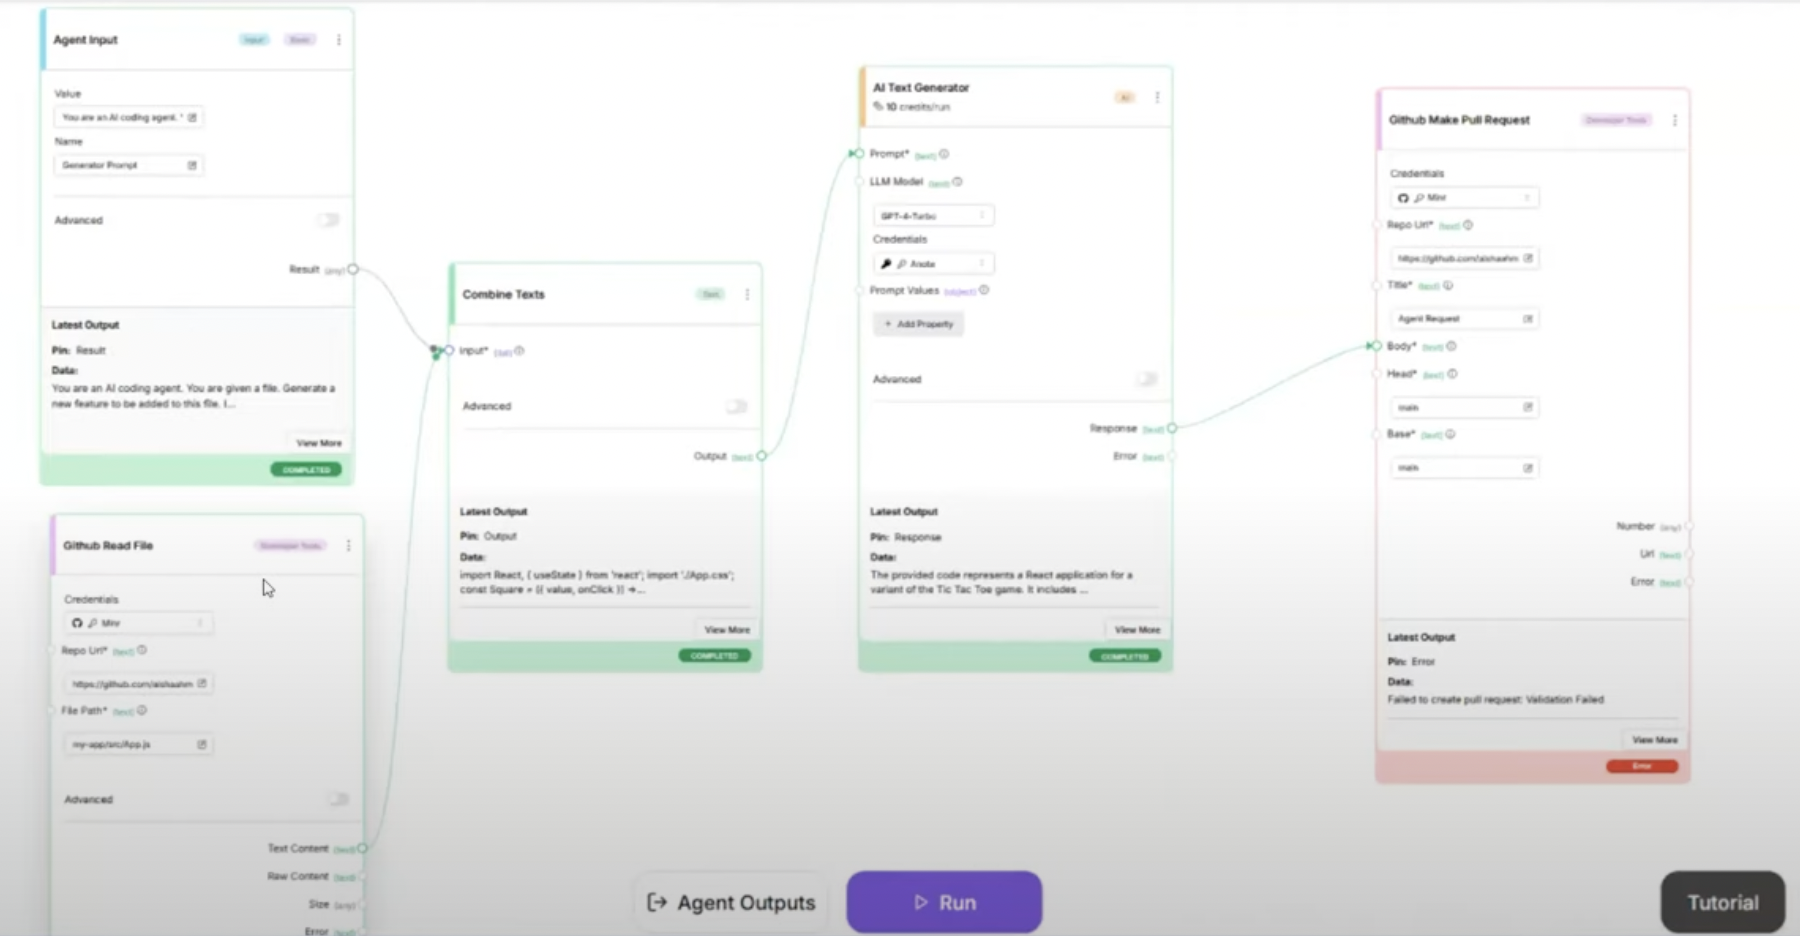 Agent Input
Input
Value
You are an AI coding agent. "
Name
Generator Prompt
Advanced
Result (any)
Latest Output
Pin: Result
Data:
You are an AI coding agent. You are given a file. Generate a
new feature to be added to this file. I...
View More
COMPLETED
Github Read File
Developer Tools
Credentials
Repo Url* (text)
https://github.com/aishaahm
File Path* (text)
my-app/src/App.js
Advanced
Text Content (text)
Raw Content (text)
Size (any)
Error (text)
Combine Texts
Text
Input* (list)
Advanced
Output (text)
Latest Output
Pin: Output
Data:
import React, { useState } from 'react'; import './App.css';
const Square = ({ value, onClick }) =>...
View More
COMPLETED
AI Text Generator
AI
10 credits/run
Prompt* (text)
LLM Model (text)
GPT-4-Turbo
Credentials
Anote
Prompt Values (object)
+ Add Property
Advanced
Response (text)
Error (text)
Latest Output
Pin: Response
Data:
The provided code represents a React application for a
variant of the Tic Tac Toe game. It includes ...
View More
COMPLETED
Github Make Pull Request
Developer Tools
Credentials
Repo Url* (text)
https://github.com/aishaahm
Title* (text)
Agent Request
Body* (text)
Head* (text)
main
Base* (text)
main
Number (any)
Url (text)
Error (text)
Latest Output
Pin: Error
Data:
Failed to create pull request: Validation Failed
View More
Error
Agent Outputs
Run
Tutorial